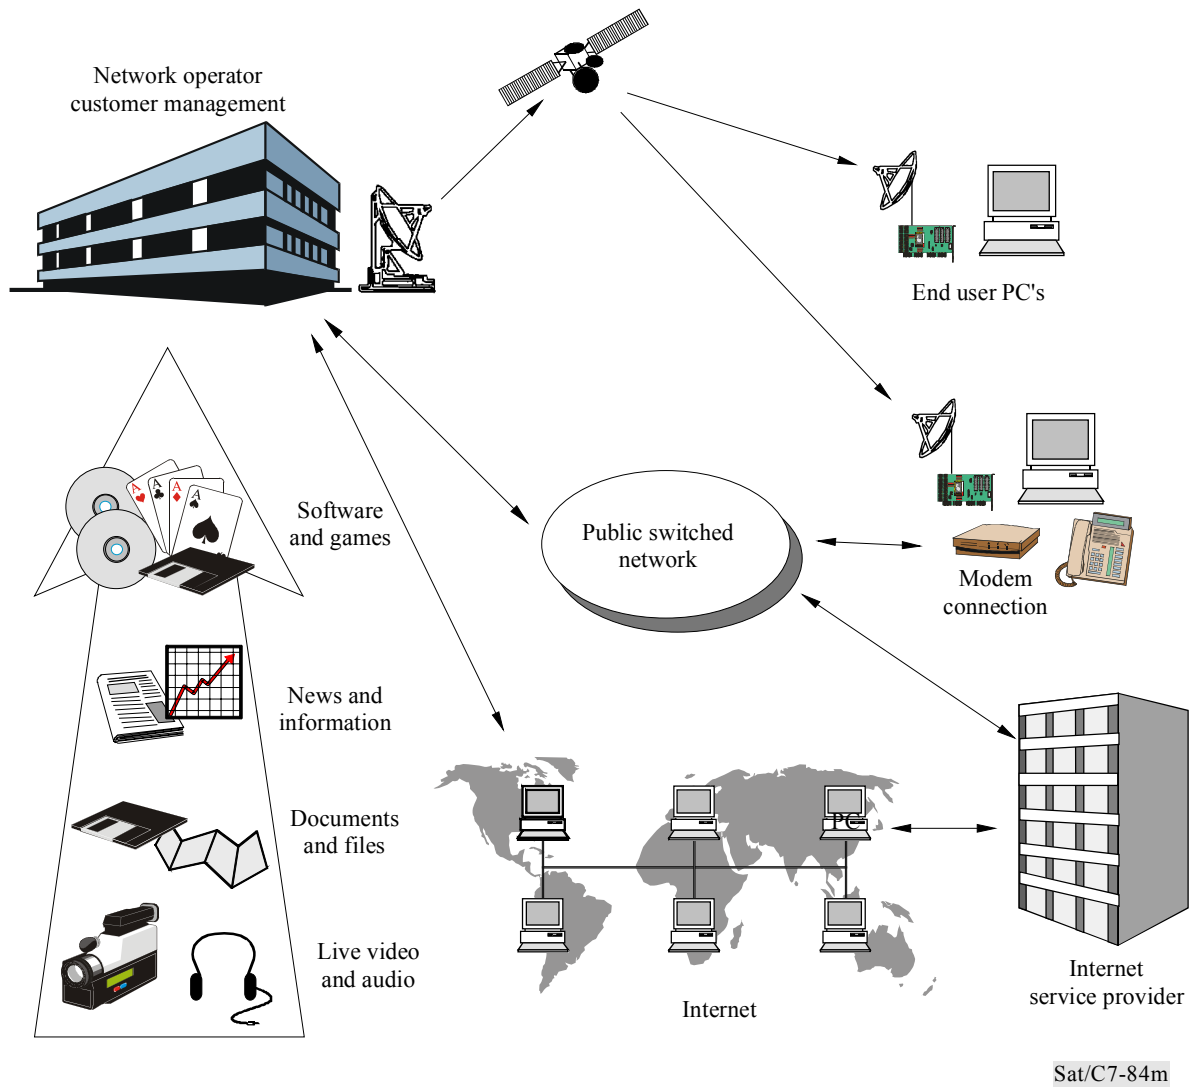 Network operator
customer management
End user PC's
Software
and games
Public switched
network
Modem
connection
News and
information
Documents
and files
PC
Live video
and audio
Internet
Internet
service provider
Sat/C7-84m
A
A
A
A